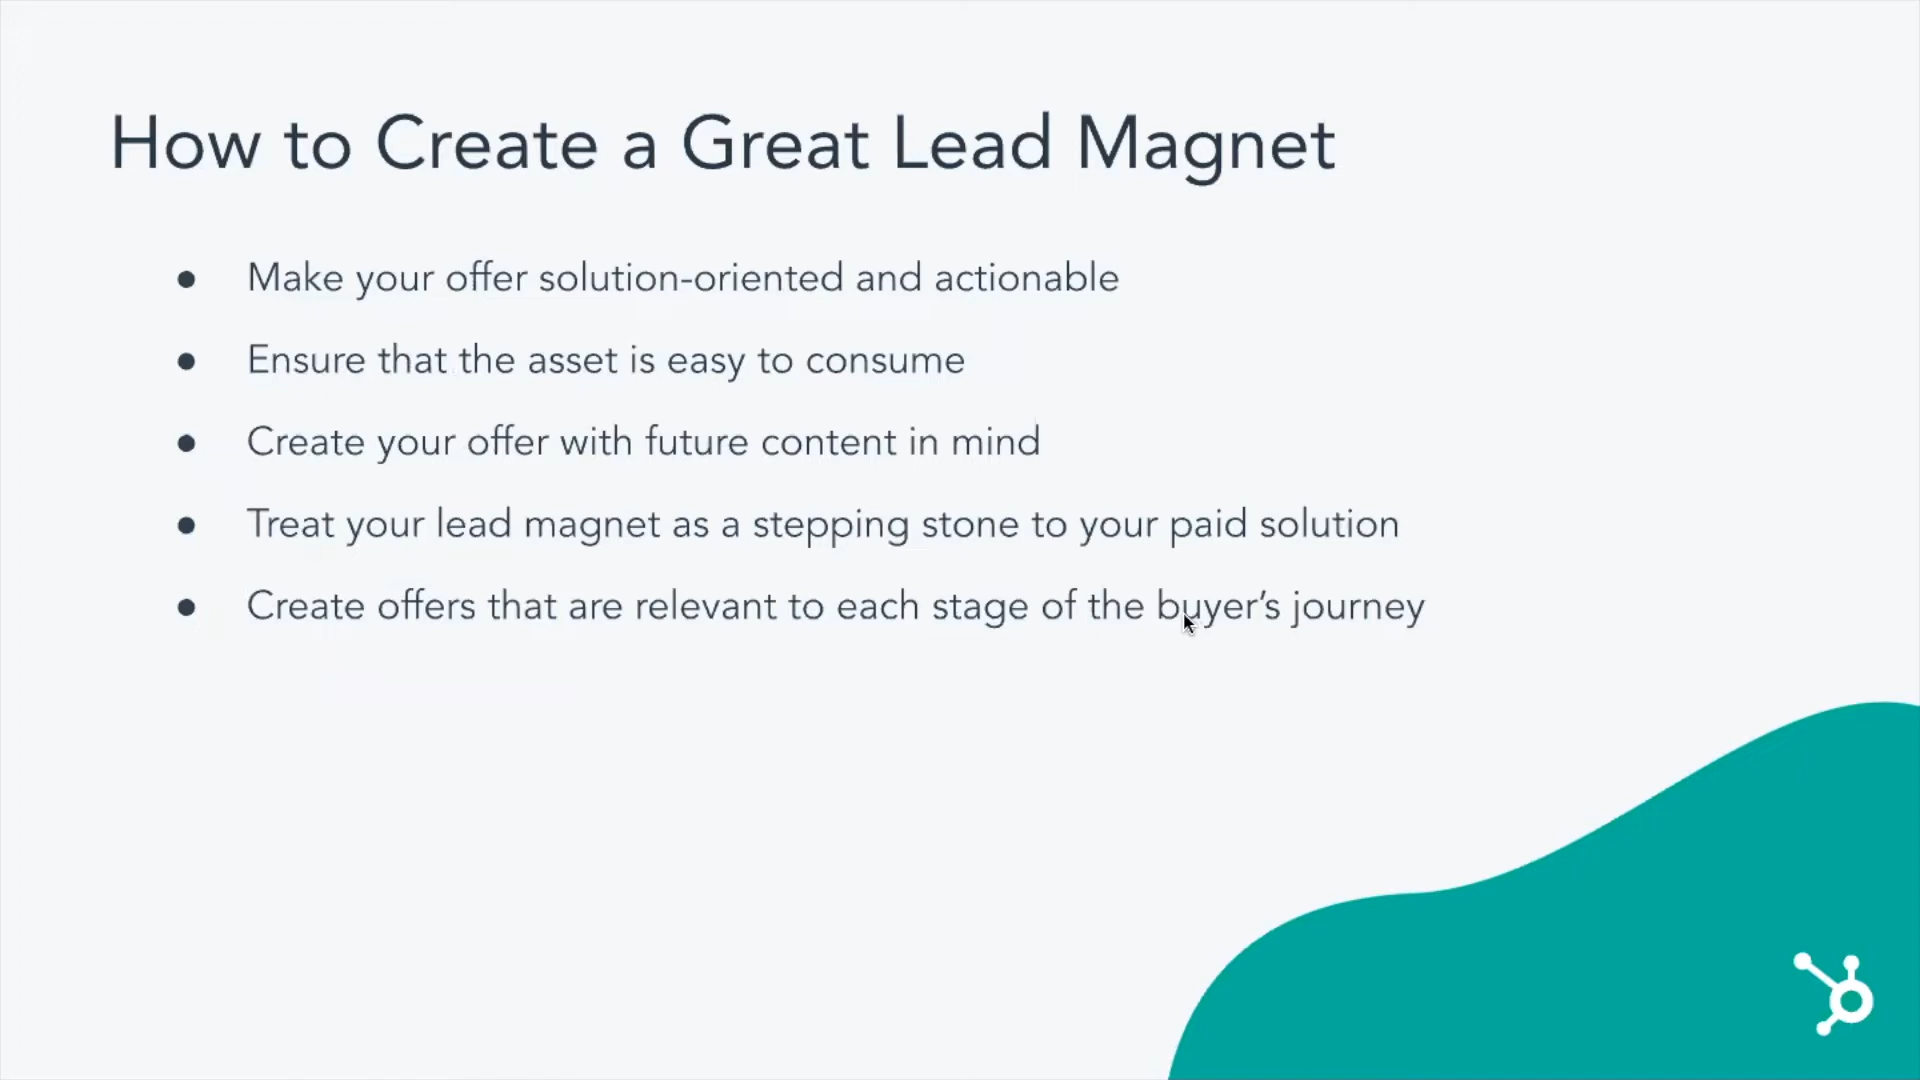 How to Create a Great Lead Magnet
● Make your offer solution-oriented and actionable
● Ensure that the asset is easy to consume
● Create your offer with future content in mind
● Treat your lead magnet as a stepping stone to your paid solution
● Create offers that are relevant to each stage of the buyer’s journey